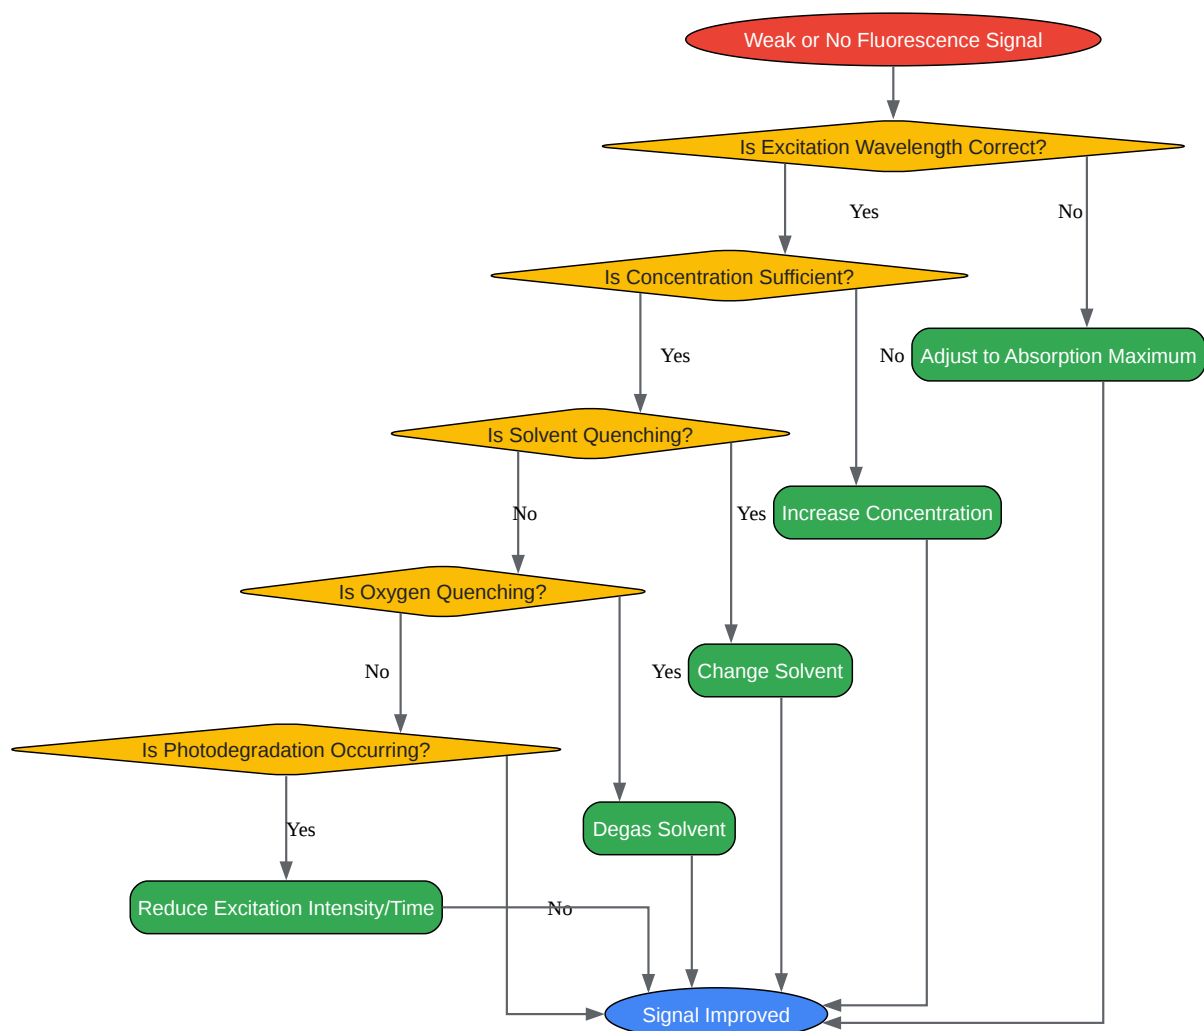 Weak or No Fluorescence Signal
Is Excitation Wavelength Correct?
Yes
No
Is Concentration Sufficient?
Yes
No
Adjust to Absorption Maximum
Is Solvent Quenching?
No
Yes
Increase Concentration
Is Oxygen Quenching?
No
Yes
Change Solvent
Is Photodegradation Occurring?
Yes
Degas Solvent
Reduce Excitation Intensity/Time
No
Signal Improved